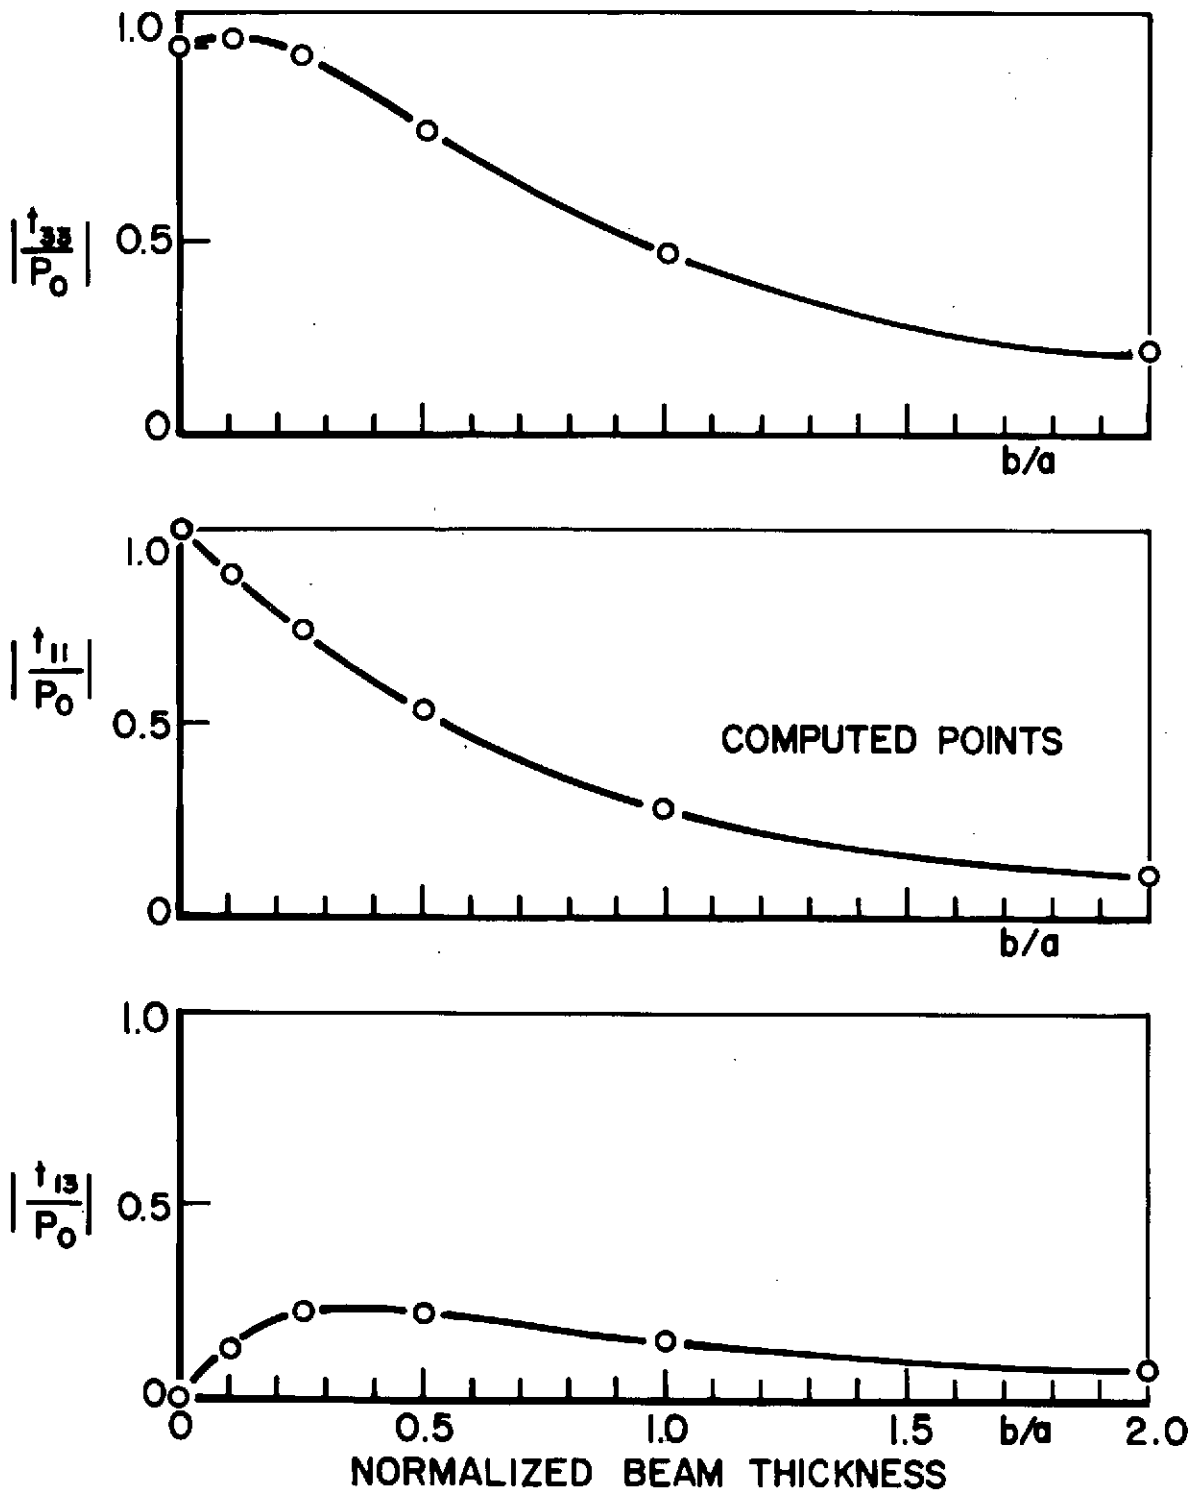 1.0
|t33/P0|
0.5
0
b/a
1.0
|t11/P0|
0.5
COMPUTED POINTS
0
b/a
1.0
|t13/P0|
0.5
0
0 0.5 1.0 1.5 b/a 2.0
NORMALIZED BEAM THICKNESS